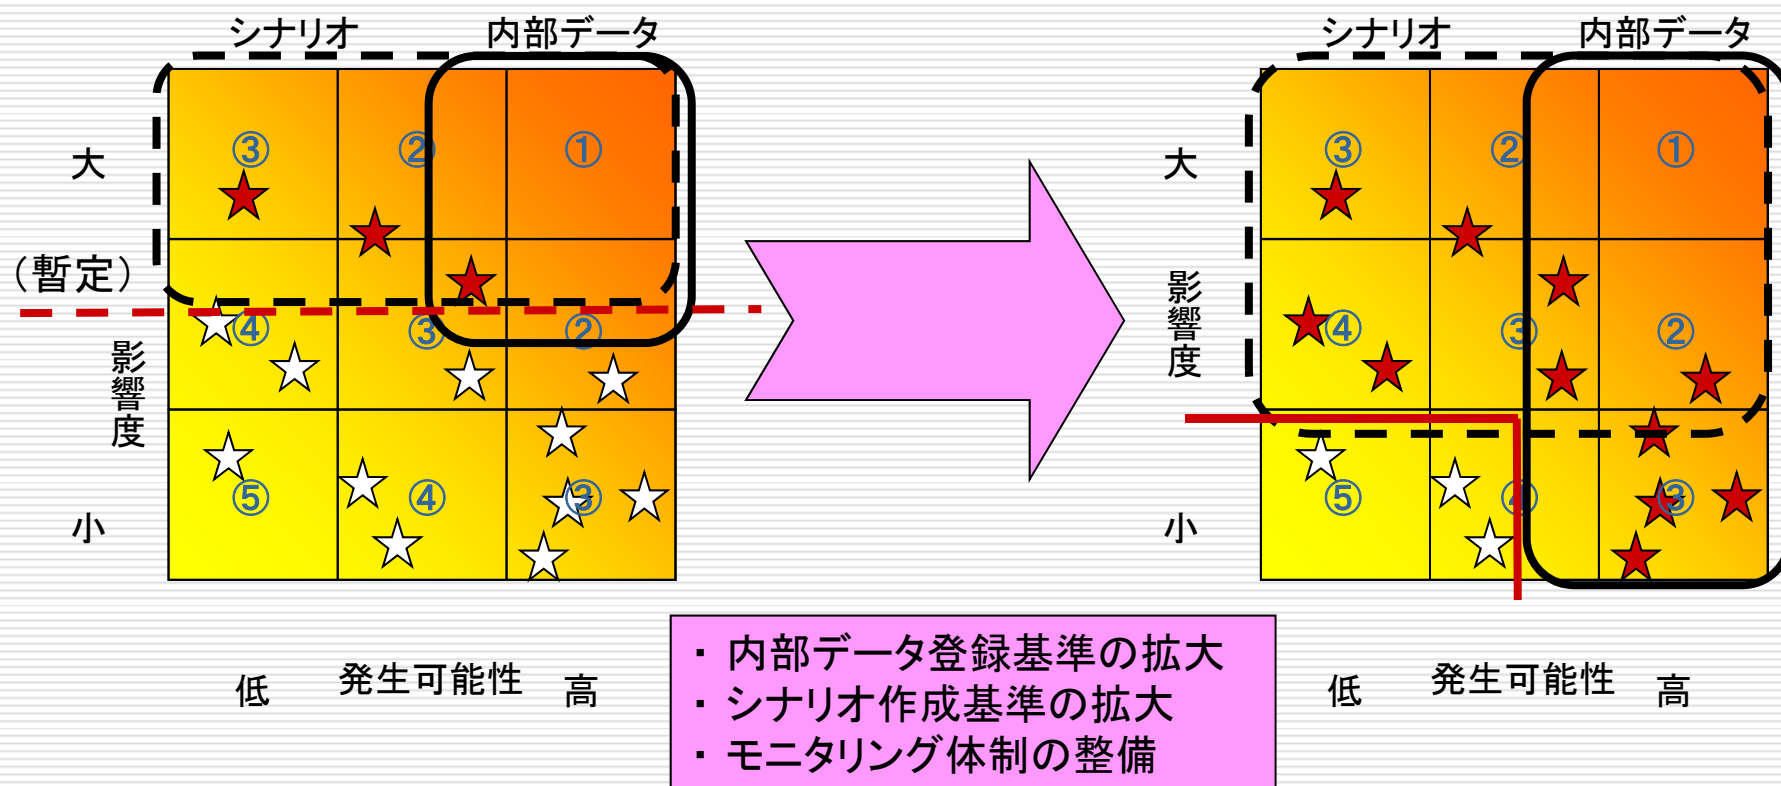 シナリオ 内部データ
③ ② ①
大
(暫定)
④ ③ ②
影響度
⑤ ④ ③
小
低 発生可能性 高
シナリオ 内部データ
③ ② ①
大
影響度
④ ③ ②
⑤ ④ ③
小
低 発生可能性 高
・ 内部データ登録基準の拡大
・ シナリオ作成基準の拡大
・ モニタリング体制の整備